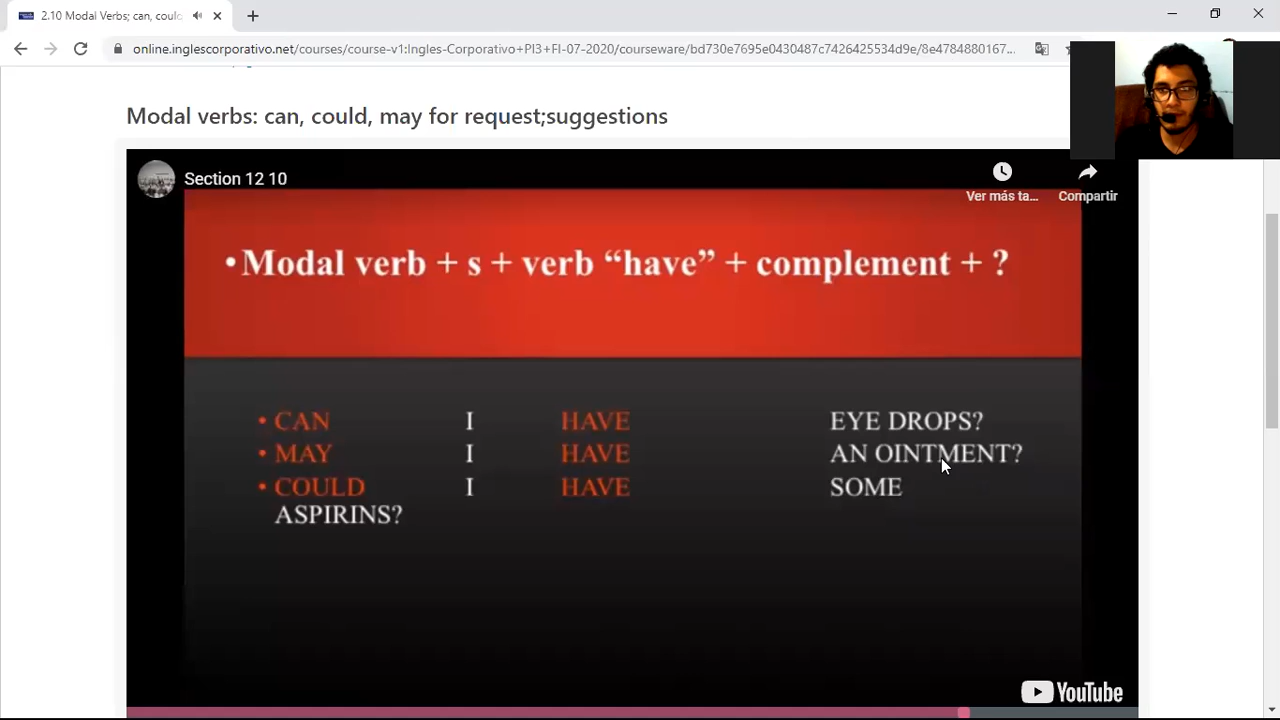 2.10 Modal Verbs; can, could
online.inglescorporativo.net/courses/course-v1:Ingles-Corporativo+PI3+FI-07-2020/courseware/bd730e7695e0430487c7426425534d9e/8e4784880167...
Modal verbs: can, could, may for request;suggestions
Section 12 10
Ver más ta...
Compartir
•Modal verb + s + verb “have” + complement + ?
• CAN I HAVE EYE DROPS?
• MAY I HAVE AN OINTMENT?
• COULD I HAVE SOME
ASPIRINS?
YouTube